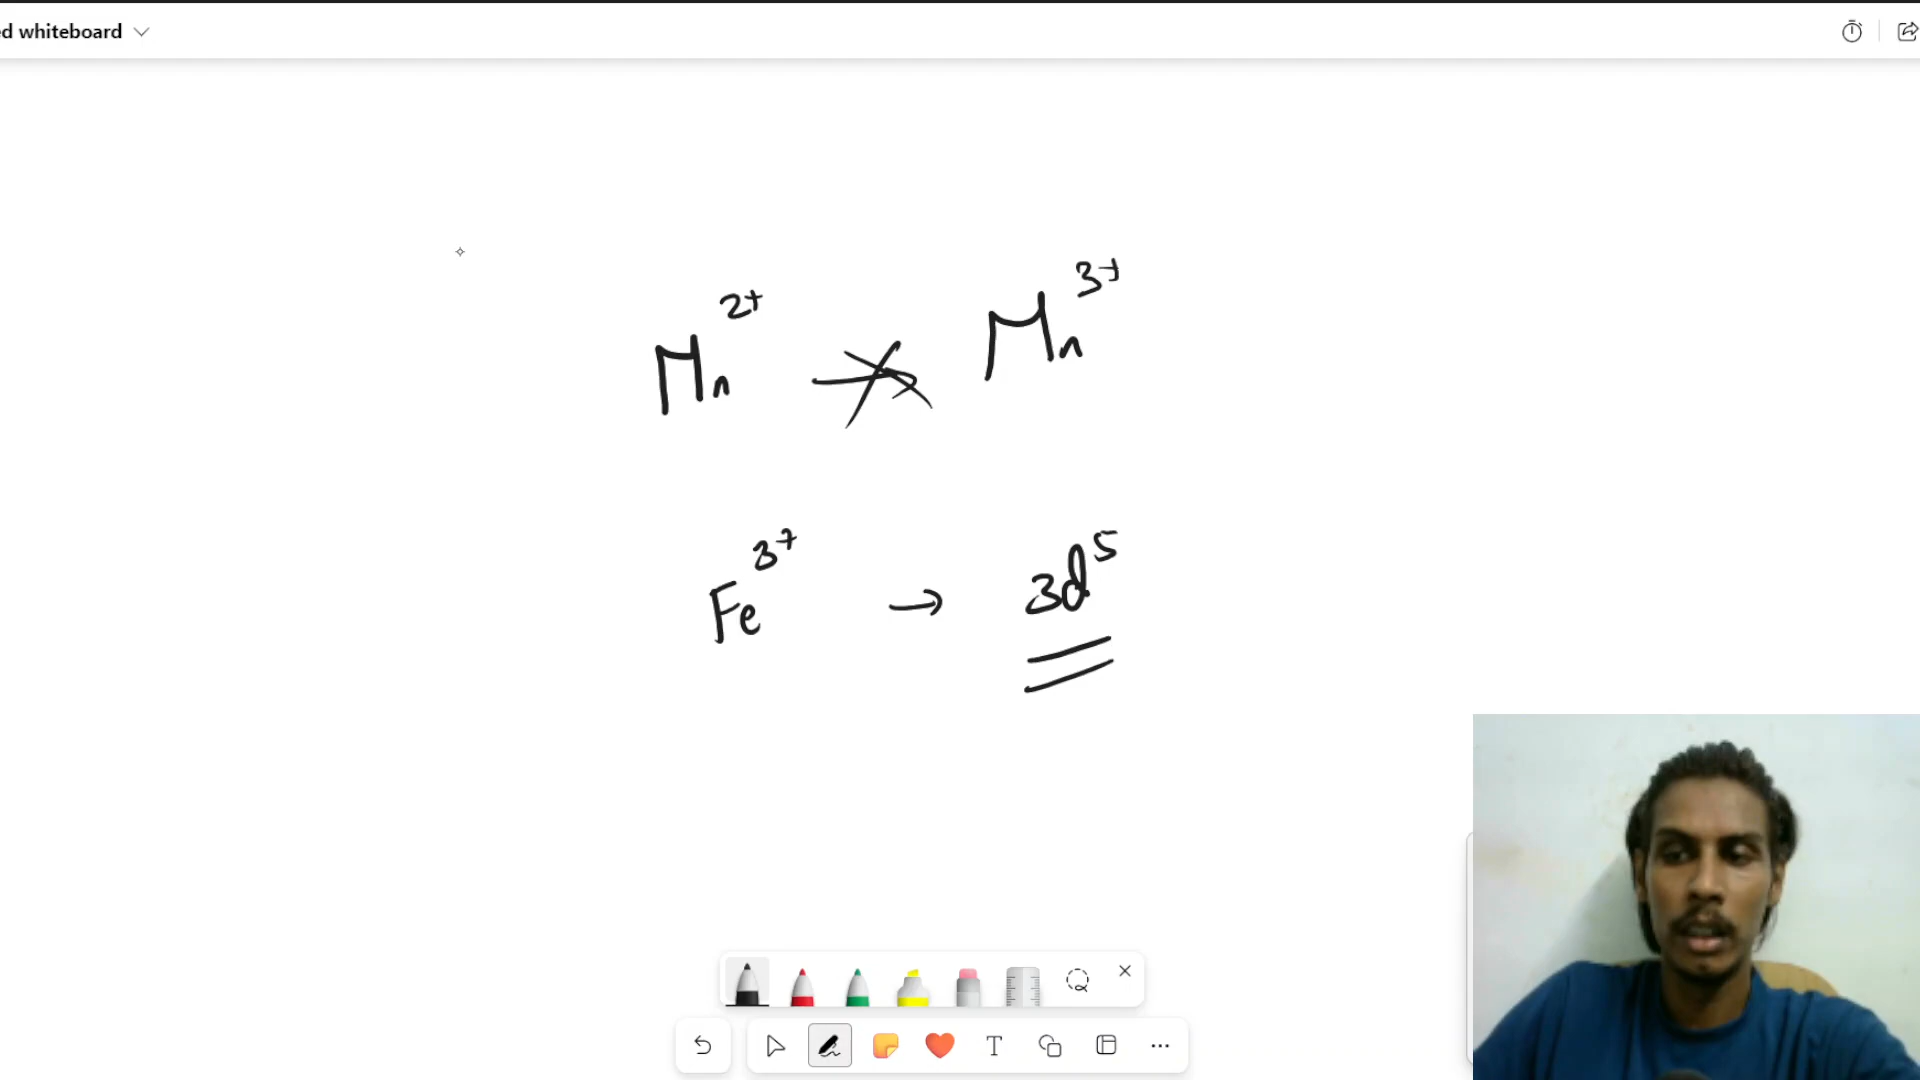 d whiteboard
Mn²⁺ ↛ Mn³⁺
Fe³⁺ → 3d⁵
T